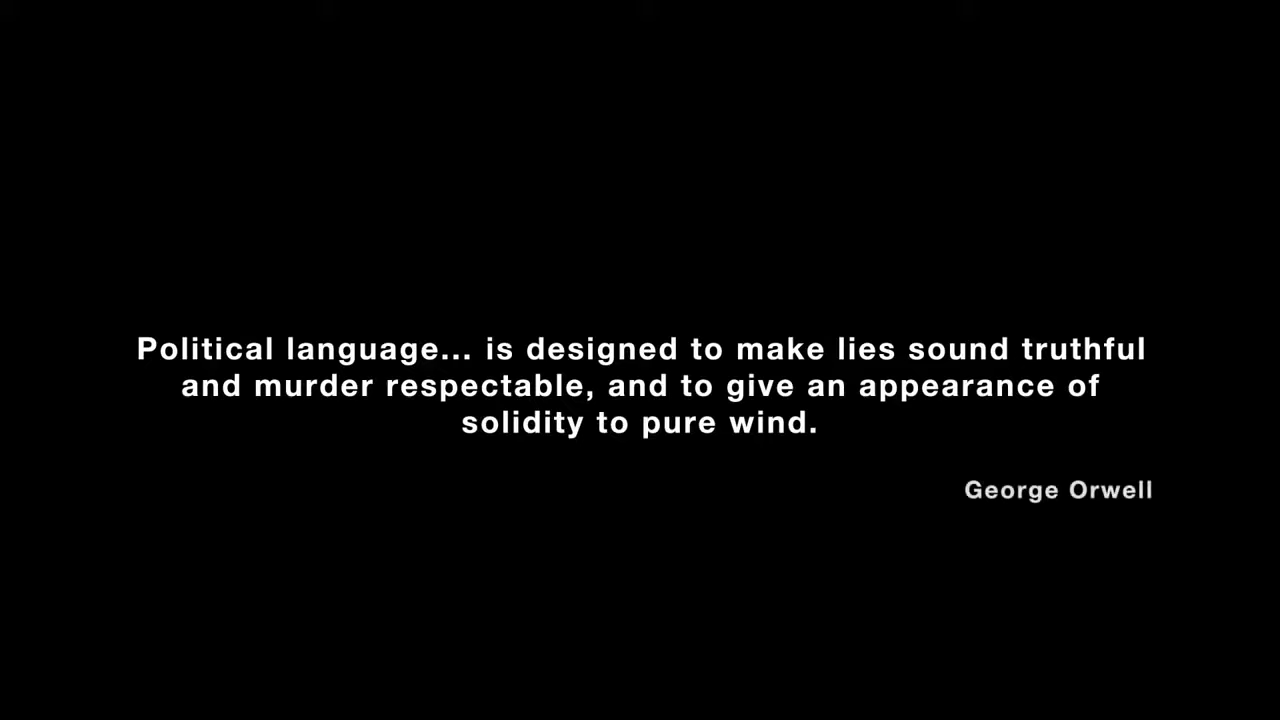 Political language... is designed to make lies sound truthful
and murder respectable, and to give an appearance of
solidity to pure wind.
George Orwell